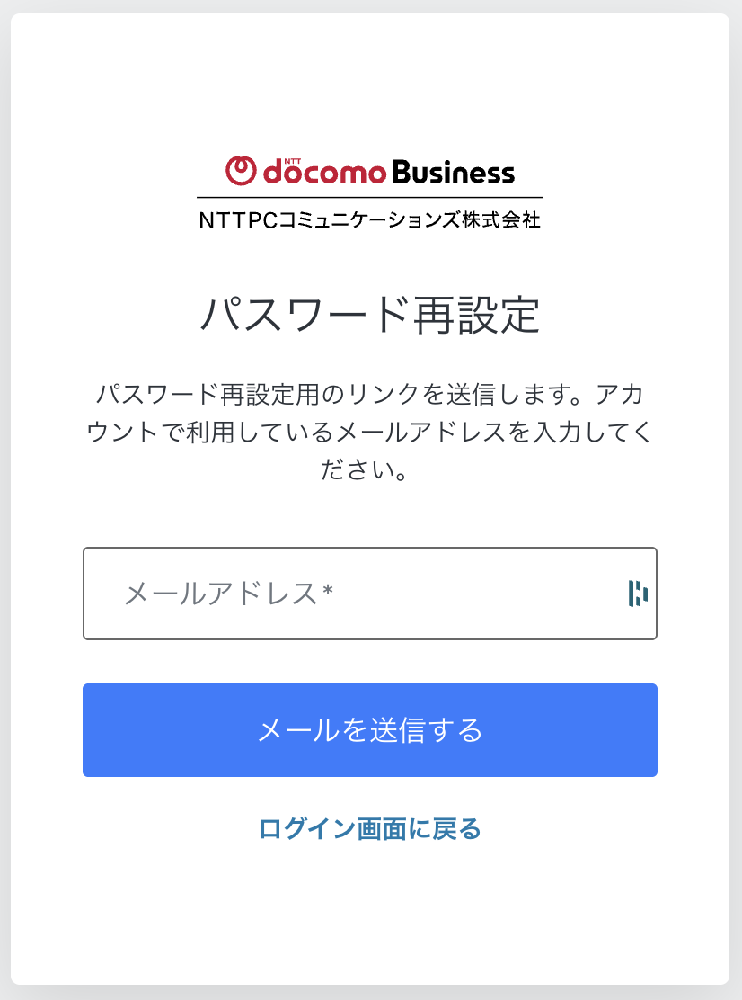 NTT
docomo Business
NTTPCコミュニケーションズ株式会社
パスワード再設定
パスワード再設定用のリンクを送信します。アカ
ウントで利用しているメールアドレスを入力してく
ださい。
メールアドレス*
メールを送信する
ログイン画面に戻る